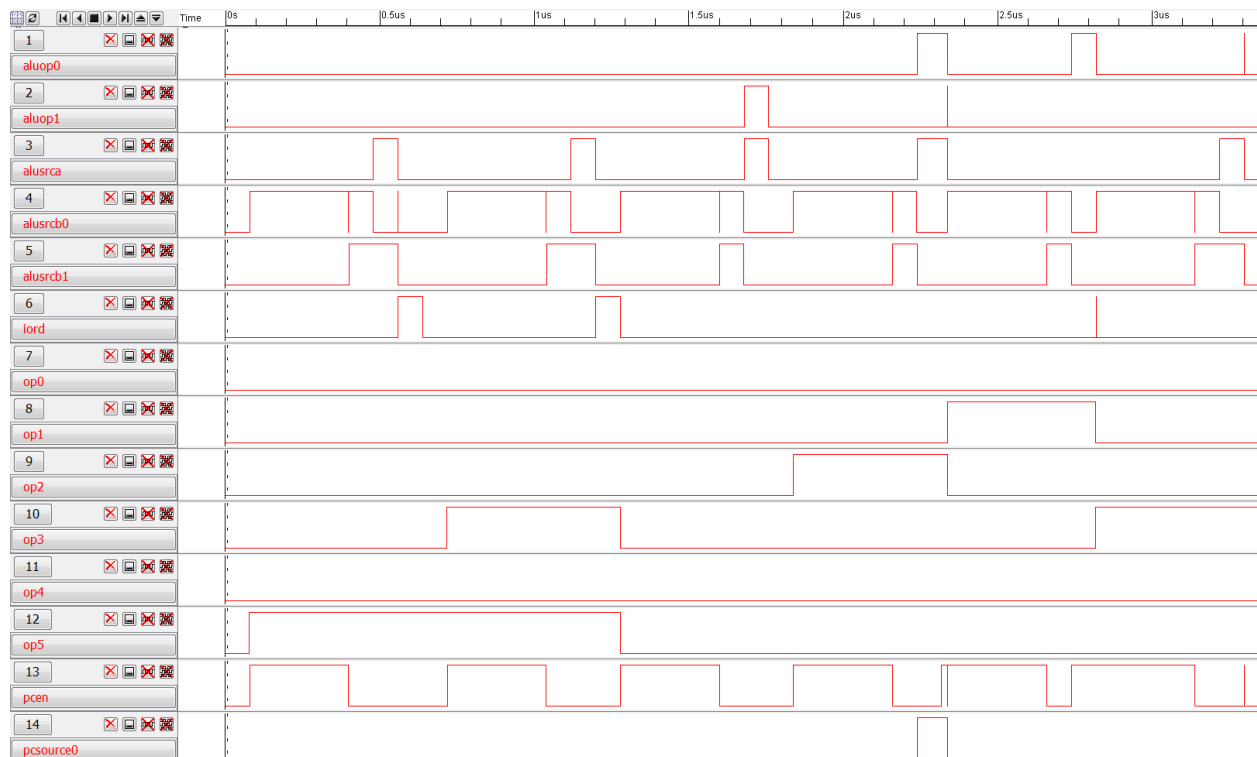 Time 0s 0.5us 1us 1.5us 2us 2.5us 3us
1
aluop0
2
aluop1
3
alusrca
4
alusrcb0
5
alusrcb1
6
iord
7
op0
8
op1
9
op2
10
op3
11
op4
12
op5
13
pcen
14
pcsource0